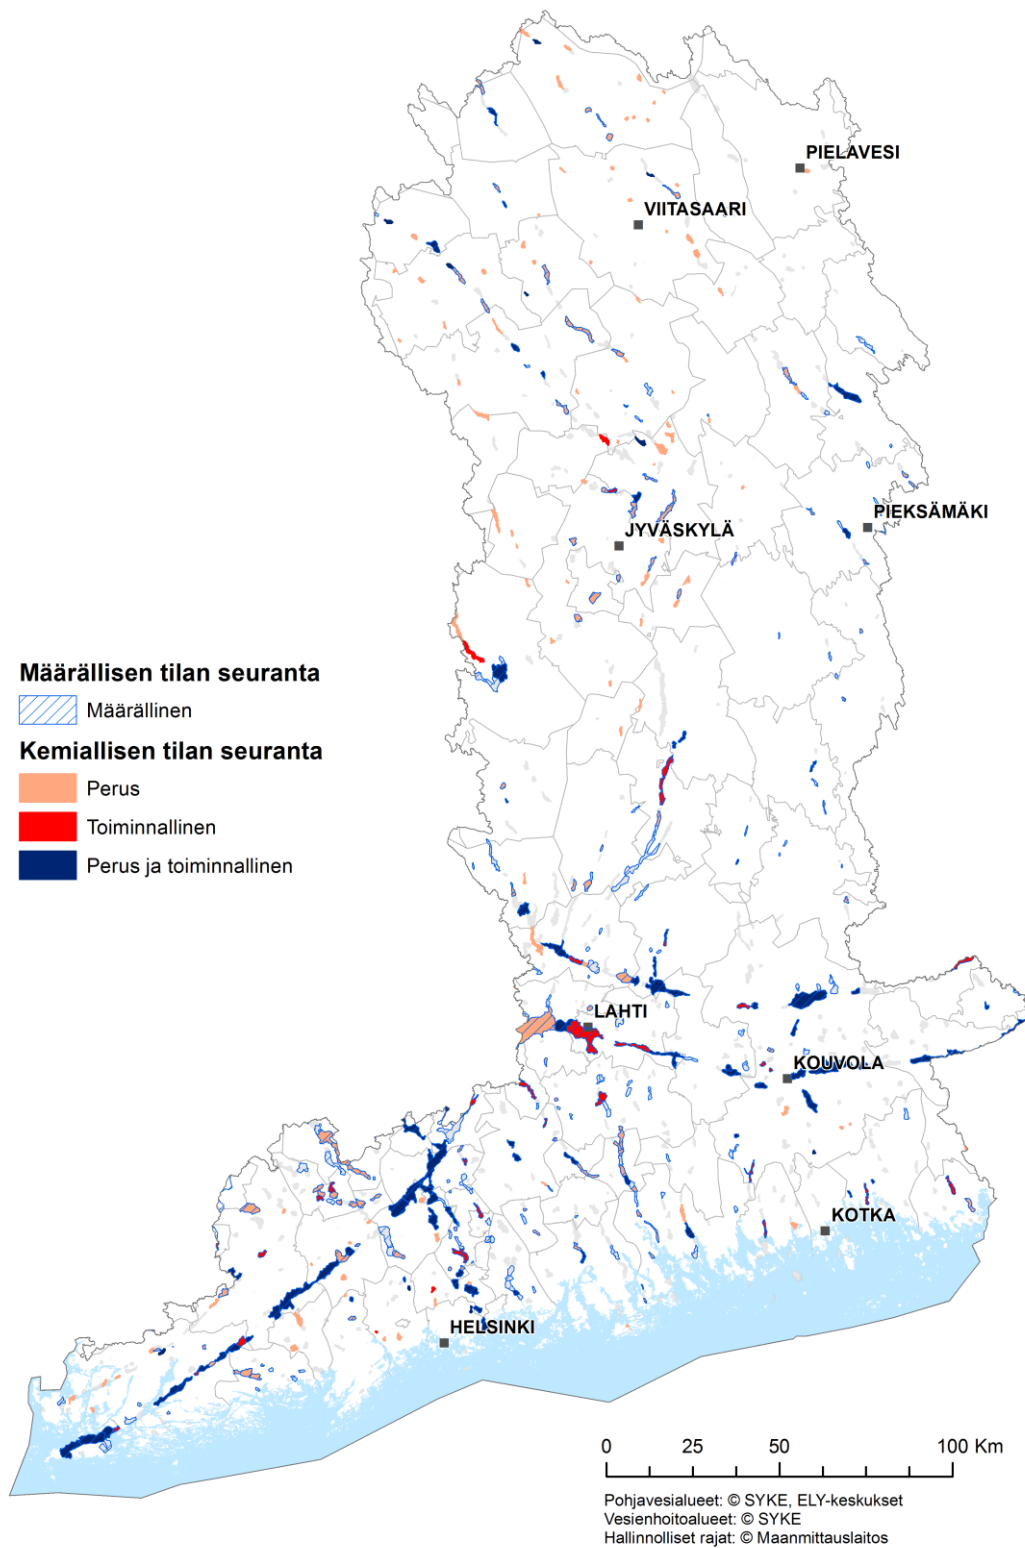 PIELAVESI
VIITASAARI
PIEKSÄMÄKI
JYVÄSKYLÄ
Määrällisen tilan seuranta
Määrällinen
Kemiallisen tilan seuranta
Perus
Toiminnallinen
Perus ja toiminnallinen
LAHTI
KOUVOLA
KOTKA
HELSINKI
0 25 50 100 Km
Pohjavesialueet: © SYKE, ELY-keskukset
Vesienhoitoalueet: © SYKE
Hallinnolliset rajat: © Maanmittauslaitos